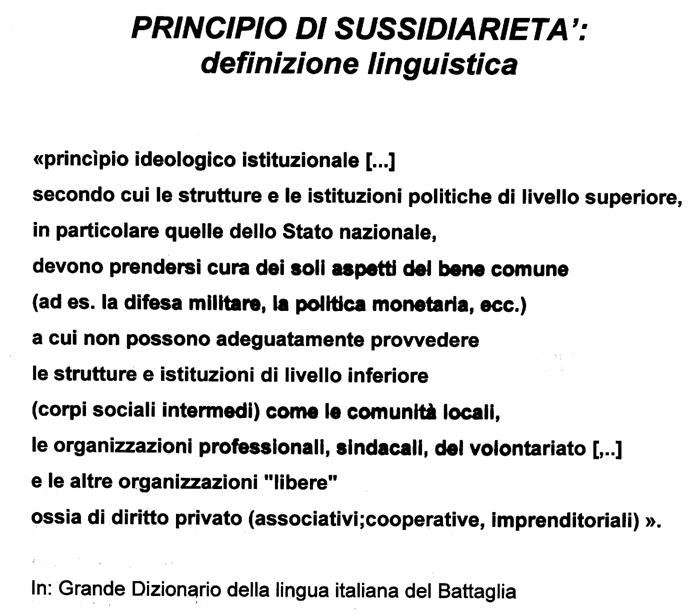 PRINCIPIO DI SUSSIDIARIETA’:
definizione linguistica
«princìpio ideologico istituzionale [...]
secondo cui le strutture e le istituzioni politiche di livello superiore,
in particolare quelle dello Stato nazionale,
devono prendersi cura dei soli aspetti del bene comune
(ad es. la difesa militare, la politica monetaria, ecc.)
a cui non possono adeguatamente provvedere
le strutture e istituzioni di livello inferiore
(corpi sociali intermedi) come le comunità locali,
le organizzazioni professionali, sindacali, del volontariato [,..]
e le altre organizzazioni "libere"
ossia di diritto privato (associativi;cooperative, imprenditoriali) ».
In: Grande Dizionario della lingua italiana del Battaglia